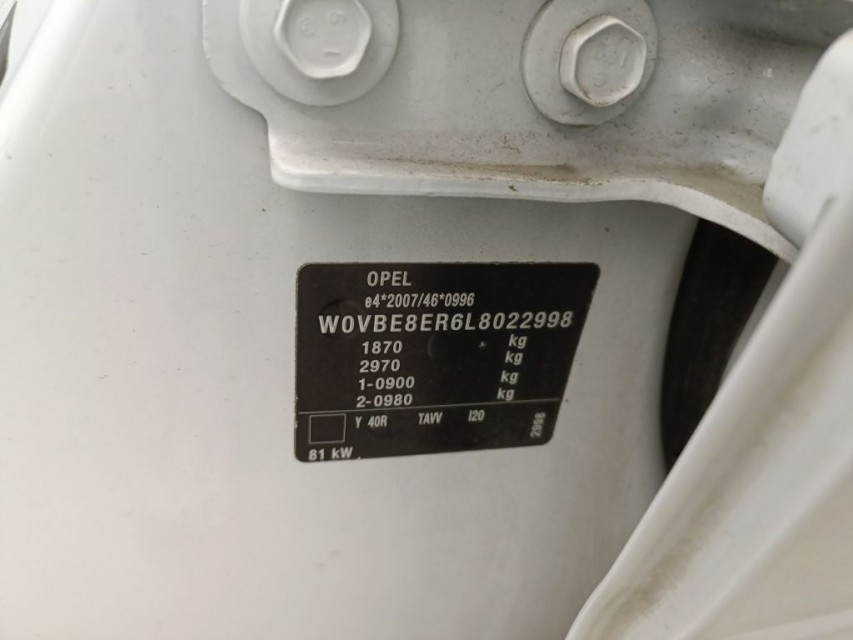 OPEL
e4*2007/46*0996
W0VBE8ER6L8022998
1870 kg
2970 kg
1-0900 kg
2-0980 kg
Y 40R TAVV I20 2998
81 kW